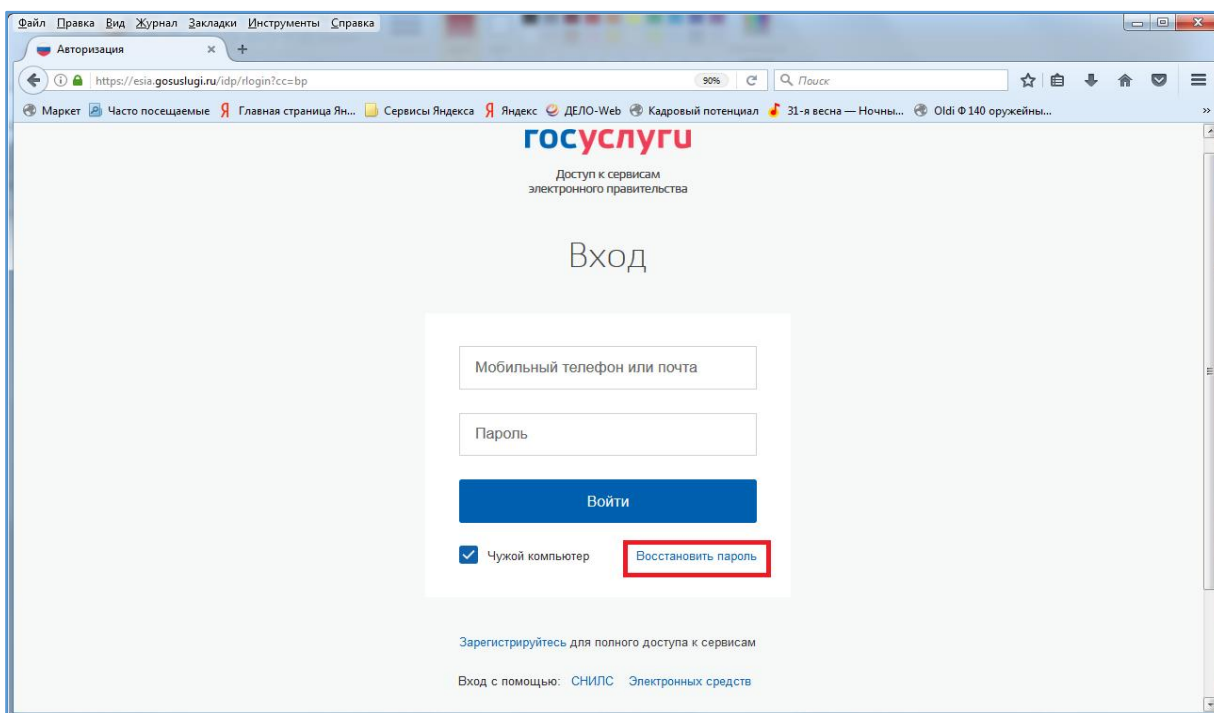 Файл Правка Вид Журнал Закладки Инструменты Справка
Авторизация × +
https://esia.gosuslugi.ru/idp/rlogin?cc=bp 90% Поиск
Маркет Часто посещаемые Главная страница Ян... Сервисы Яндекса Яндекс ДЕЛО-Web Кадровый потенциал 31-я весна — Ночны... Oldi Ф 140 оружейны... »
госуслуги
Доступ к сервисам
электронного правительства
Вход
Мобильный телефон или почта
Пароль
Войти
Чужой компьютер Восстановить пароль
Зарегистрируйтесь для полного доступа к сервисам
Вход с помощью: СНИЛС Электронных средств